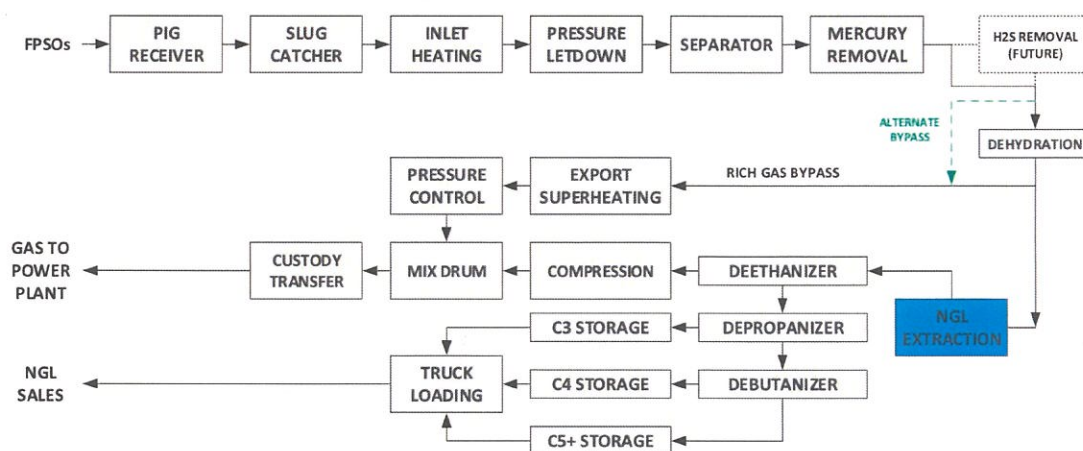 FPSOs
PIG
RECEIVER
SLUG
CATCHER
INLET
HEATING
PRESSURE
LETDOWN
SEPARATOR
MERCURY
REMOVAL
H2S REMOVAL
(FUTURE)
ALTERNATE
BYPASS
DEHYDRATION
PRESSURE
CONTROL
EXPORT
SUPERHEATING
RICH GAS BYPASS
GAS TO
POWER
PLANT
CUSTODY
TRANSFER
MIX DRUM
COMPRESSION
DEETHANIZER
NGL
EXTRACTION
C3 STORAGE
DEPROPANIZER
NGL
SALES
TRUCK
LOADING
C4 STORAGE
DEBUTANIZER
C5+ STORAGE